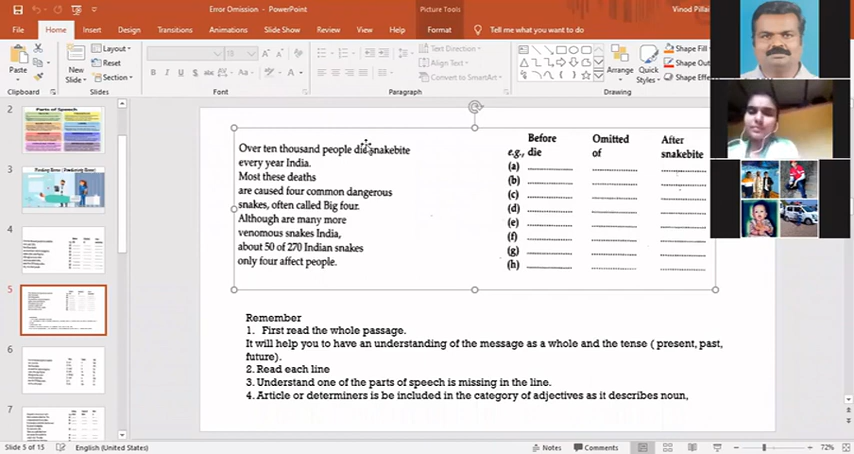 Error Omission - PowerPoint
Picture Tools
Vinod Pillai
File Home Insert Design Transitions Animations Slide Show Review View Help Format Tell me what you want to do
Paste
Clipboard
New Slide
Layout
Reset
Section
Slides
B I U S
Font
Text Direction
Align Text
Convert to SmartArt
Paragraph
Arrange
Quick Styles
Shape Fill
Shape Out
Drawing
2
Parts of Speech
3
4
5
6
7
Over ten thousand people die snakebite
every year India.
Most these deaths
are caused four common dangerous
snakes, often called Big four.
Although are many more
venomous snakes India,
about 50 of 270 Indian snakes
only four affect people.
Before Omitted After
e.g., die of snakebite
(a)
(b)
(c)
(d)
(e)
(f)
(g)
(h)
Remember
1. First read the whole passage.
It will help you to have an understanding of the message as a whole and the tense ( present, past,
future).
2. Read each line
3. Understand one of the parts of speech is missing in the line.
4. Article or determiners is be included in the category of adjectives as it describes noun,
Slide 5 of 15 English (United States) Notes Comments 72%